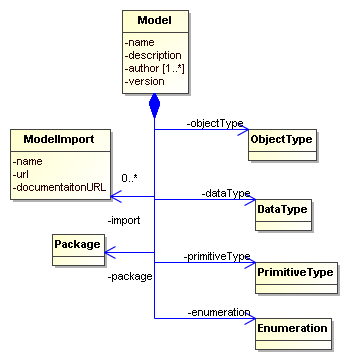 Model
-name
-description
-author [1..*]
-version
-objectType
ModelImport
ObjectType
-name
-url
-documentaitonURL
0..*
-dataType
-import
DataType
Package
-primitiveType
-package
PrimitiveType
-enumeration
Enumeration